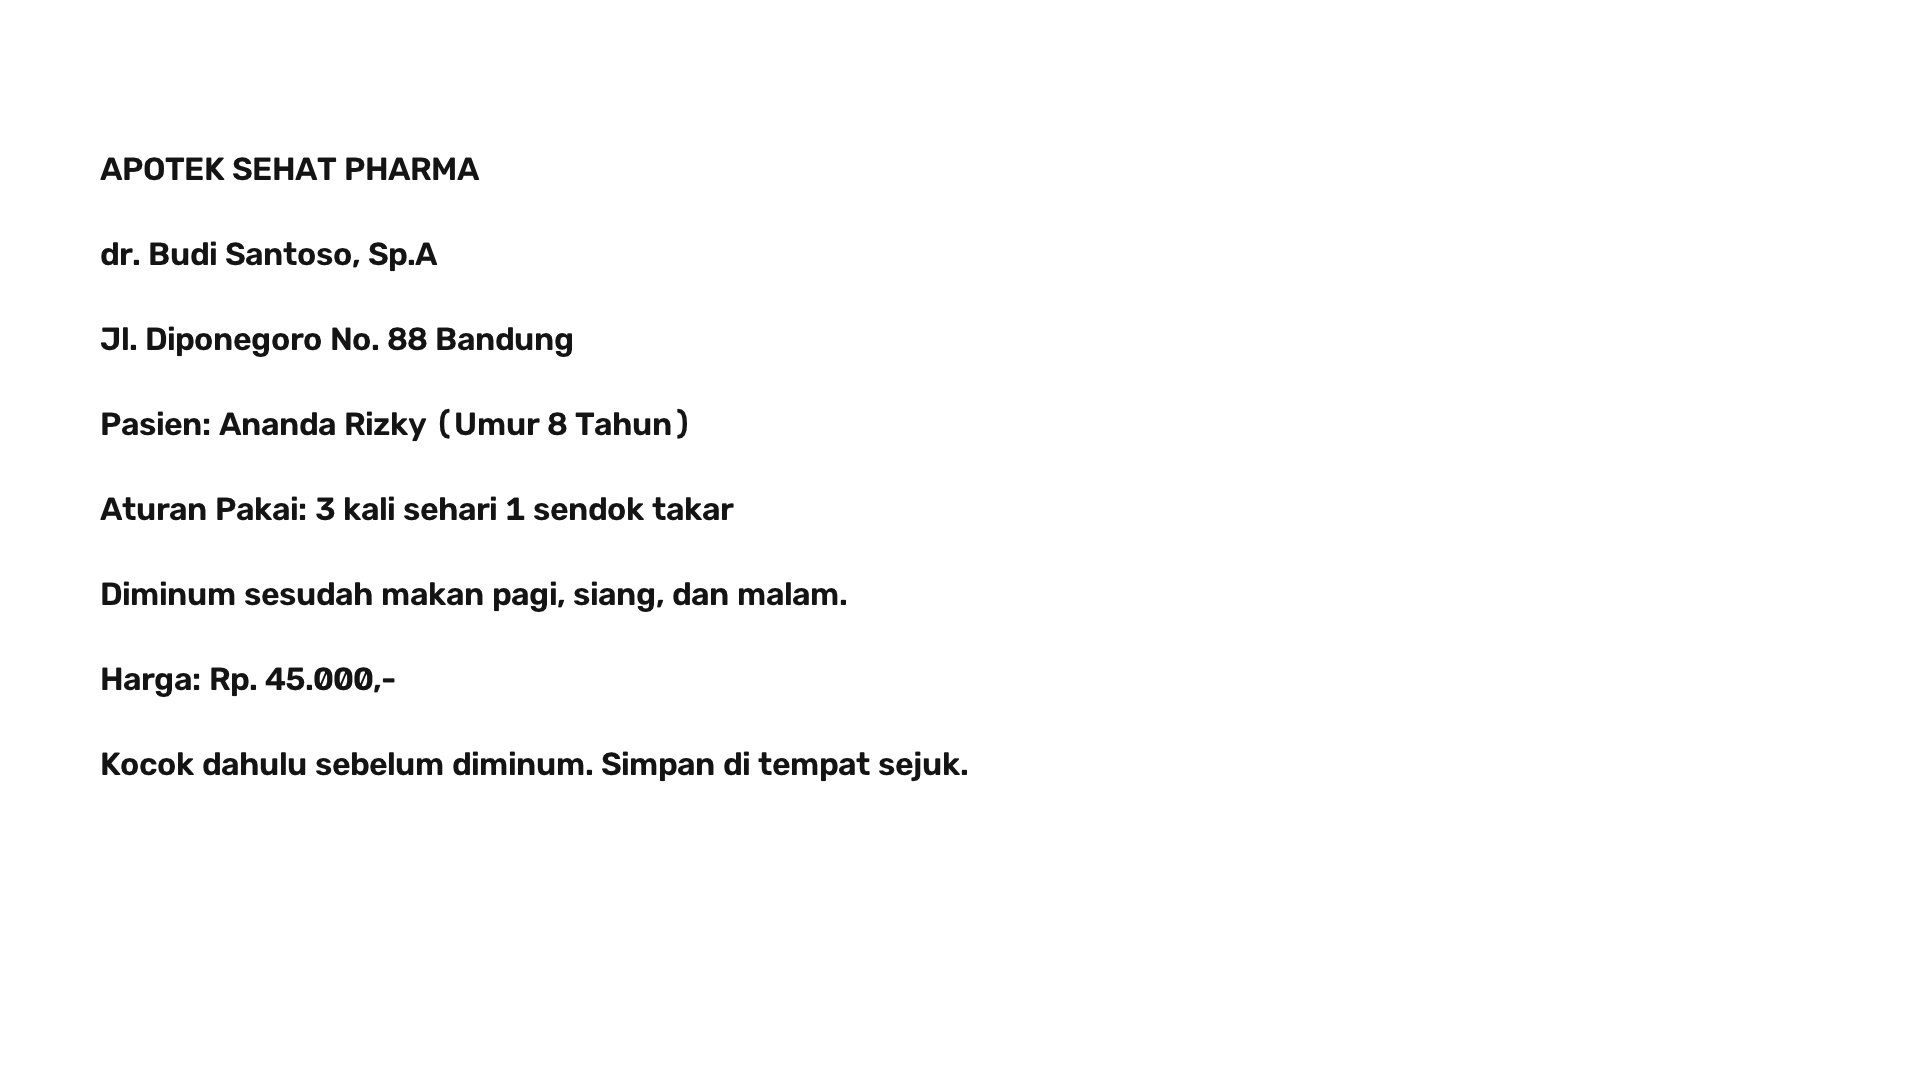 APOTEK SEHAT PHARMA
dr. Budi Santoso, Sp.A
Jl. Diponegoro No. 88 Bandung
Pasien: Ananda Rizky (Umur 8 Tahun)
Aturan Pakai: 3 kali sehari 1 sendok takar
Diminum sesudah makan pagi, siang, dan malam.
Harga: Rp. 45.000,-
Kocok dahulu sebelum diminum. Simpan di tempat sejuk.